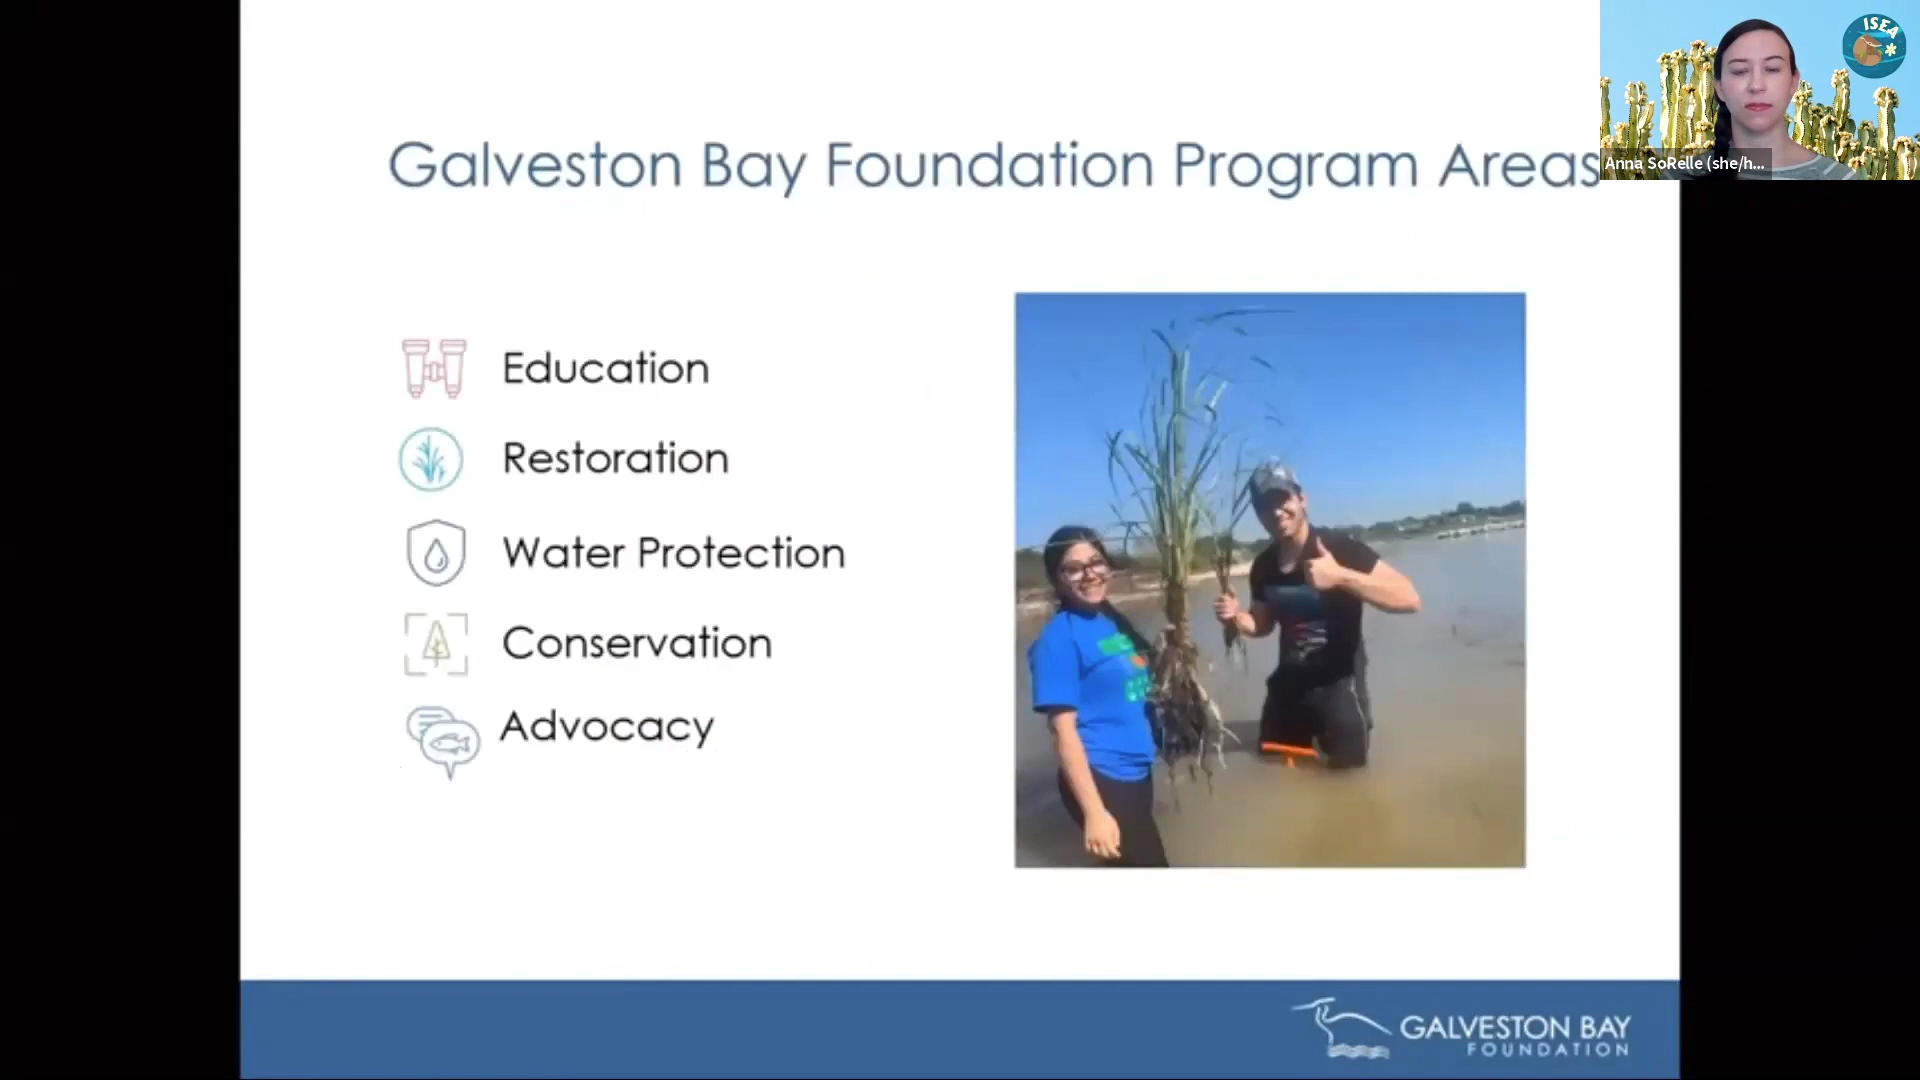 ISEA
Anna SoRelle (she/h...
Galveston Bay Foundation Program Areas
Education
Restoration
Water Protection
Conservation
Advocacy
GALVESTON BAY
FOUNDATION